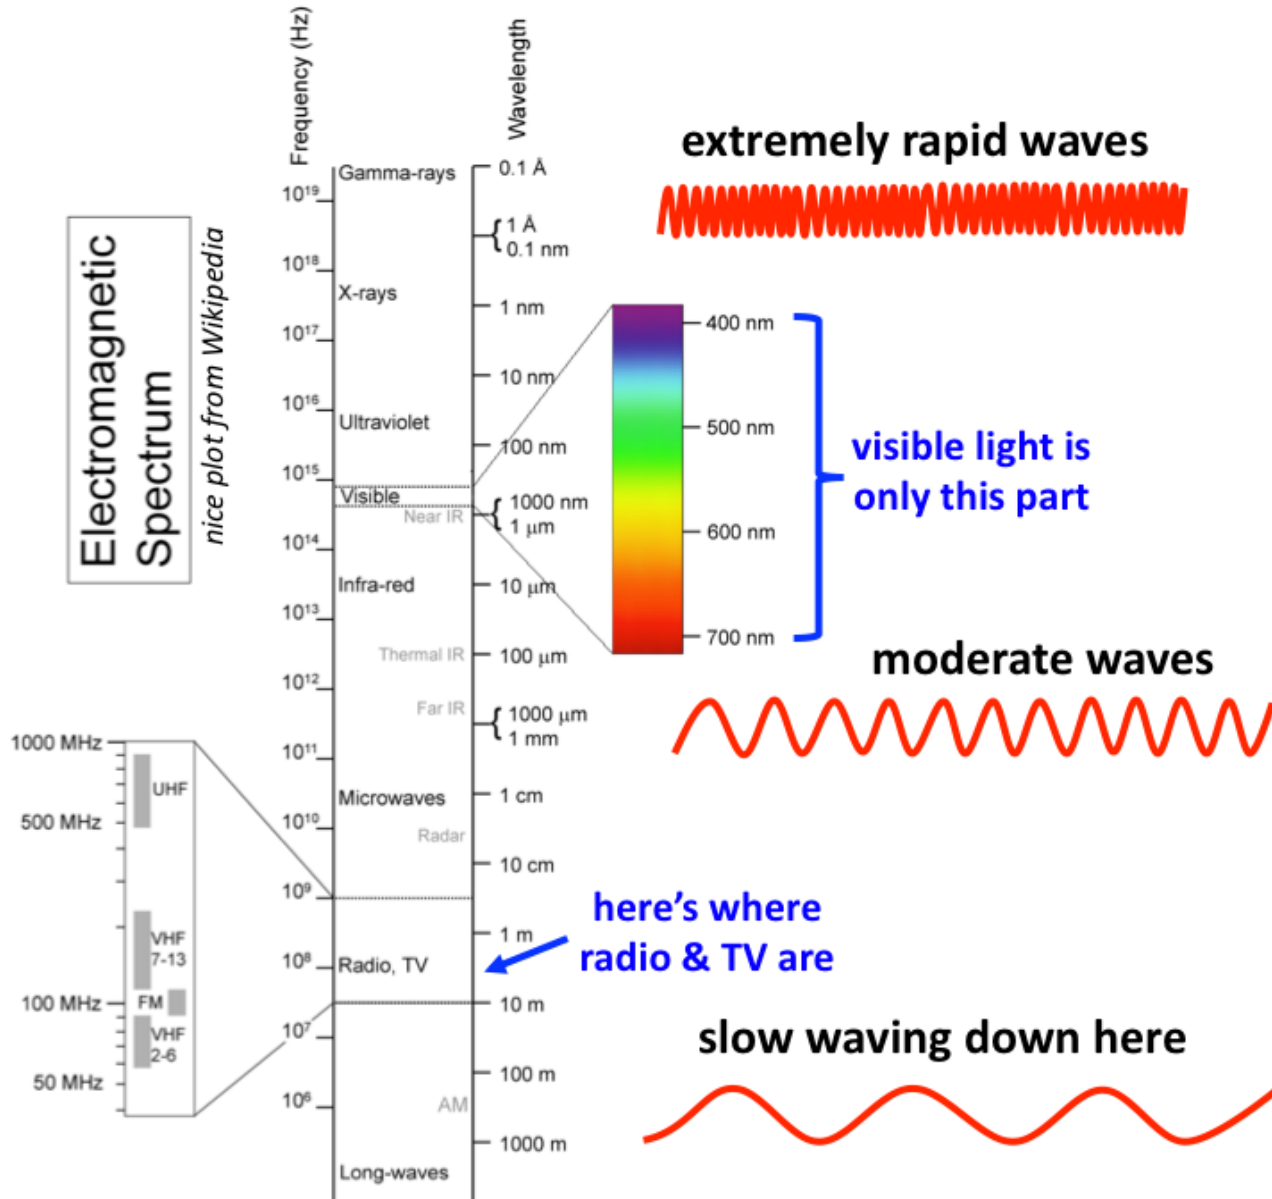 Electromagnetic
Spectrum
nice plot from Wikipedia
Frequency (Hz)
Wavelength
10¹⁹
10¹⁸
10¹⁷
10¹⁶
10¹⁵
10¹⁴
10¹³
10¹²
10¹¹
10¹⁰
10⁹
10⁸
10⁷
10⁶
Gamma-rays
X-rays
Ultraviolet
Visible
Near IR
Infra-red
Thermal IR
Far IR
Microwaves
Radar
Radio, TV
AM
Long-waves
0.1 Å
1 Å
0.1 nm
1 nm
10 nm
100 nm
1000 nm
1 μm
10 μm
100 μm
1000 μm
1 mm
1 cm
10 cm
1 m
10 m
100 m
1000 m
1000 MHz
500 MHz
100 MHz
50 MHz
UHF
VHF
7-13
FM
VHF
2-6
extremely rapid waves
400 nm
500 nm
600 nm
700 nm
visible light is
only this part
moderate waves
here's where
radio & TV are
slow waving down here